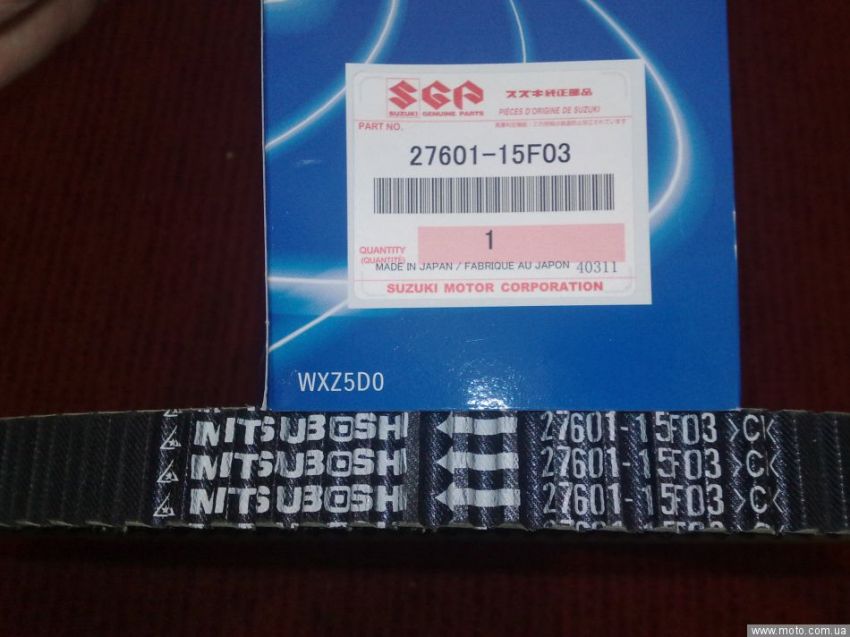 SGP
SUZUKI GENUINE PARTS
スズキ純正部品
PIÈCES D'ORIGINE DE SUZUKI
PART NO.
27601-15F03
QUANTITY
(QUANTITÉ)
1
MADE IN JAPAN / FABRIQUE AU JAPON 40311
SUZUKI MOTOR CORPORATION
WXZ5D0
MITSUBOSHI 27601-15F03 >C<
MITSUBOSHI 27601-15F03 >C<
MITSUBOSHI 27601-15F03 >C<
www.moto.com.ua